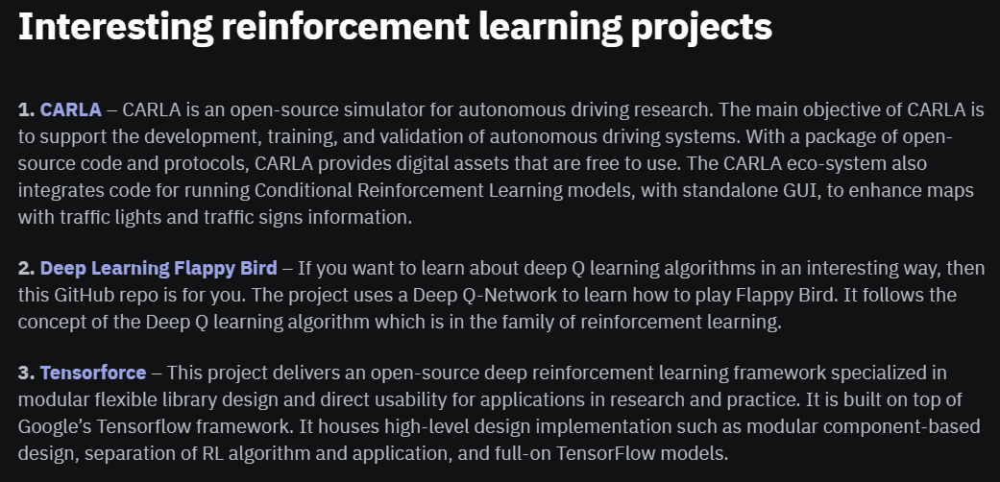 Interesting reinforcement learning projects
1. CARLA – CARLA is an open-source simulator for autonomous driving research. The main objective of CARLA is
to support the development, training, and validation of autonomous driving systems. With a package of open-
source code and protocols, CARLA provides digital assets that are free to use. The CARLA eco-system also
integrates code for running Conditional Reinforcement Learning models, with standalone GUI, to enhance maps
with traffic lights and traffic signs information.
2. Deep Learning Flappy Bird – If you want to learn about deep Q learning algorithms in an interesting way, then
this GitHub repo is for you. The project uses a Deep Q-Network to learn how to play Flappy Bird. It follows the
concept of the Deep Q learning algorithm which is in the family of reinforcement learning.
3. Tensorforce – This project delivers an open-source deep reinforcement learning framework specialized in
modular flexible library design and direct usability for applications in research and practice. It is built on top of
Google’s Tensorflow framework. It houses high-level design implementation such as modular component-based
design, separation of RL algorithm and application, and full-on TensorFlow models.